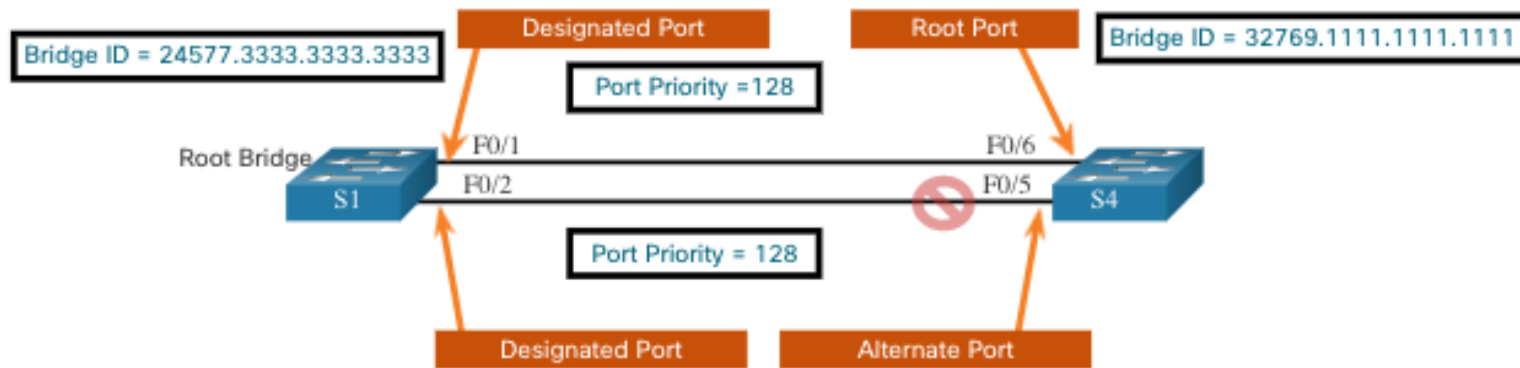 Designated Port
Root Port
Bridge ID = 24577.3333.3333.3333
Bridge ID = 32769.1111.1111.1111
Port Priority =128
F0/1
F0/6
Root Bridge
F0/2
F0/5
S1
S4
Port Priority = 128
Designated Port
Alternate Port